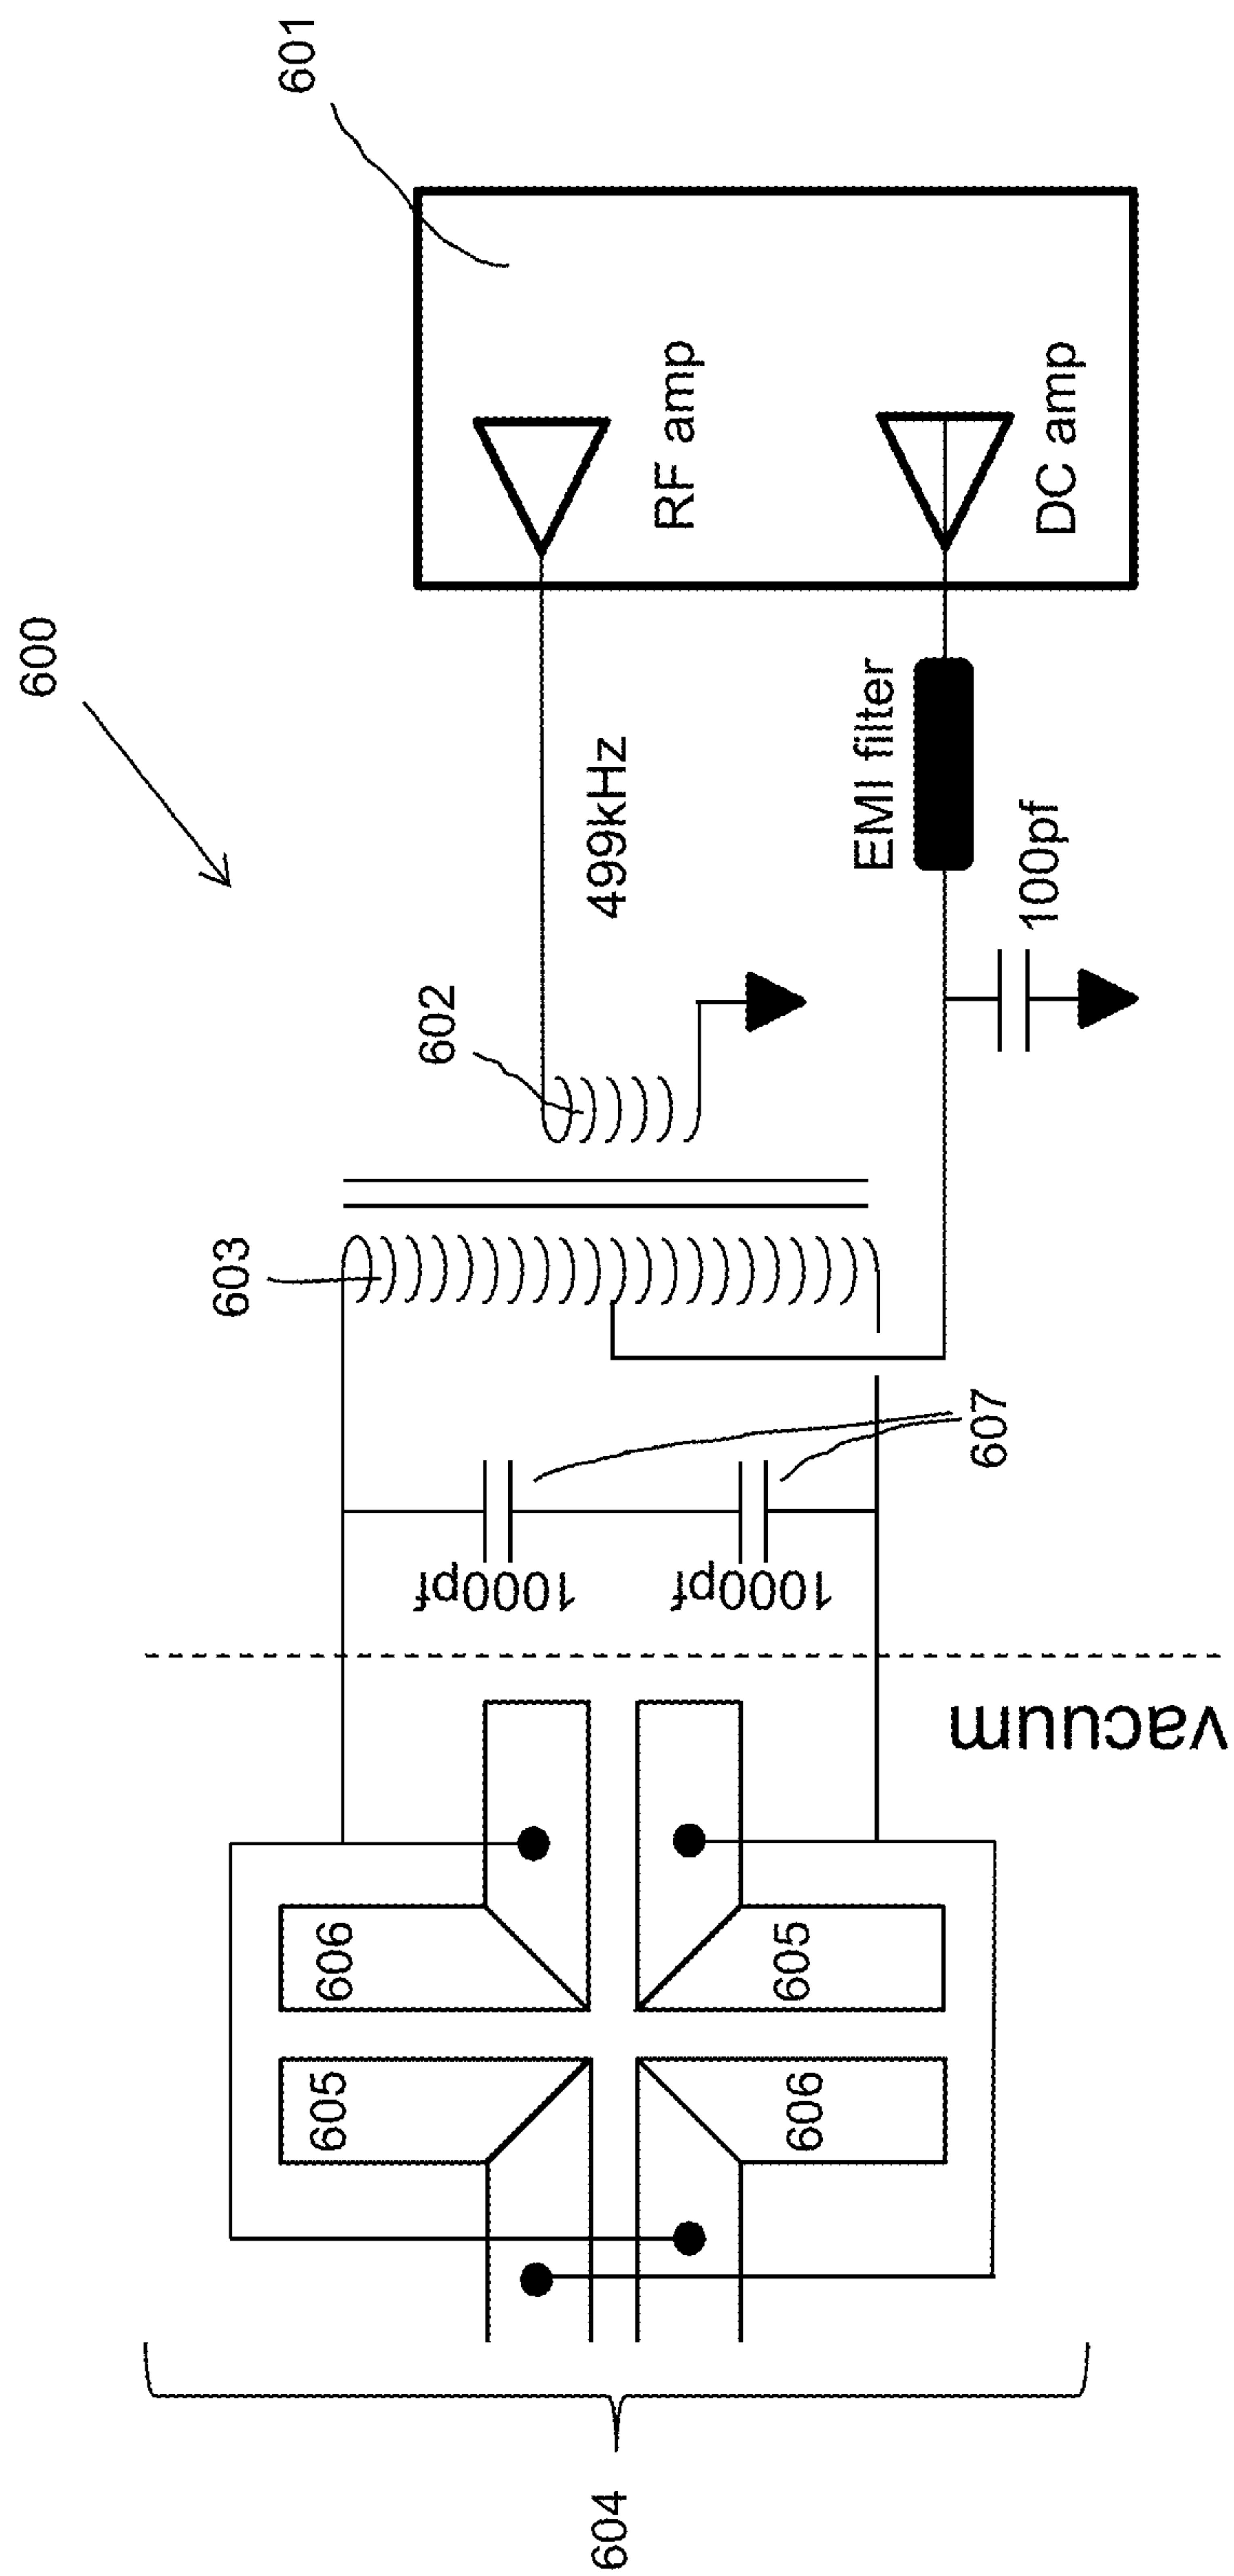 600
601
RF amp
DC amp
499kHz
EMI filter
100pf
602
603
607
1000pf
1000pf
vacuum
606
605
605
606
604